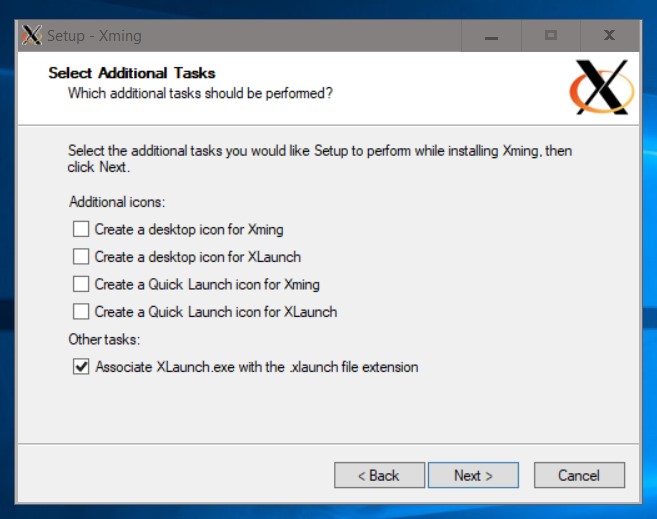 Setup - Xming
Select Additional Tasks
Which additional tasks should be performed?
Select the additional tasks you would like Setup to perform while installing Xming, then
click Next.
Additional icons:
Create a desktop icon for Xming
Create a desktop icon for XLaunch
Create a Quick Launch icon for Xming
Create a Quick Launch icon for XLaunch
Other tasks:
Associate XLaunch.exe with the .xlaunch file extension
< Back Next > Cancel